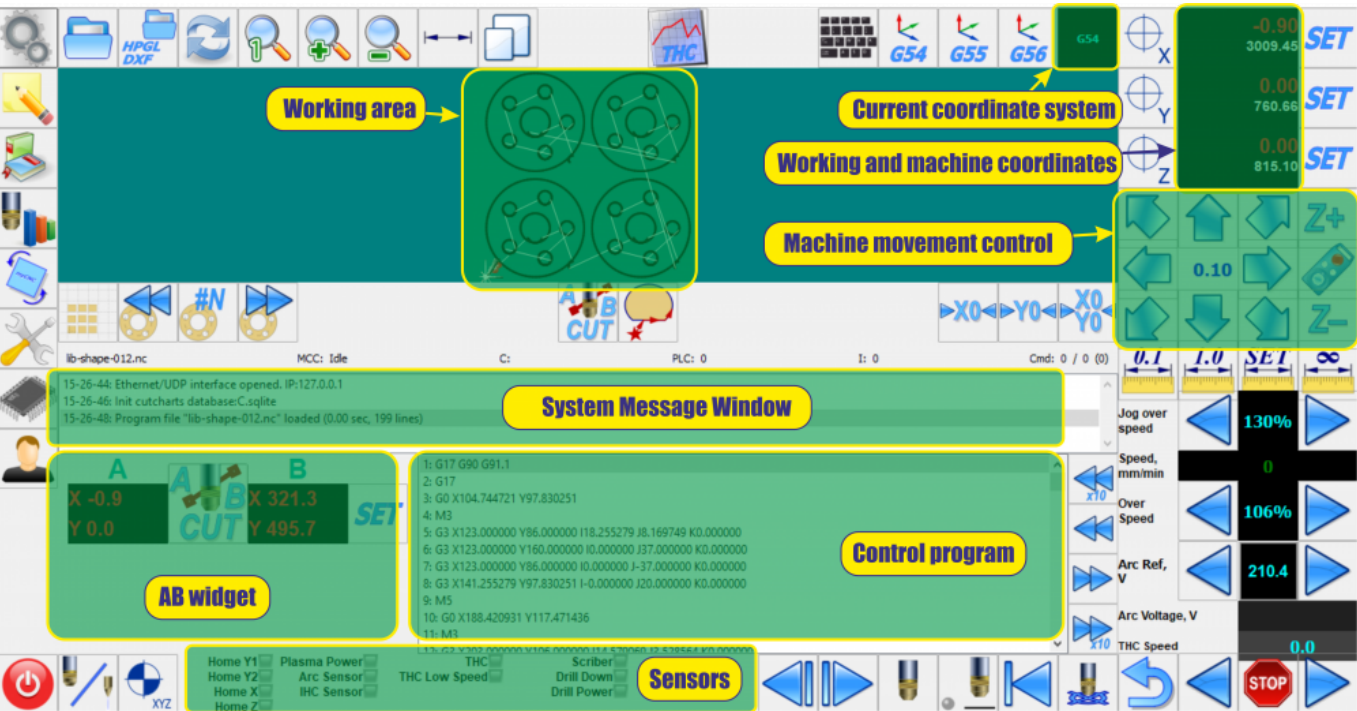 HPGL
DXF
1
THC
G54
G55
G56
G54
X
-0.90
3009.45
SET
Working area
Current coordinate system
Y
0.00
760.66
SET
Working and machine coordinates
Z
0.00
815.10
SET
Machine movement control
Z+
0.10
Z-
#N
A B
CUT
X0
Y0
X0
Y0
lib-shape-012.nc
MCC: Idle
C:
PLC: 0
I: 0
Cmd: 0 / 0 (0)
0.1
1.0
SET
∞
15-26-44: Ethernet/UDP interface opened. IP:127.0.0.1
15-26-46: Init cutcharts database:C.sqlite
15-26-48: Program file "lib-shape-012.nc" loaded (0.00 sec, 199 lines)
System Message Window
Jog over
speed
130%
Speed,
mm/min
0
Over
Speed
106%
Arc Ref,
V
210.4
Arc Voltage, V
THC Speed
0.0
A
B
X -0.9
Y 0.0
A B
CUT
X 321.3
Y 495.7
SET
AB widget
1: G17 G90 G91.1
2: G17
3: G0 X104.744721 Y97.830251
4: M3
5: G3 X123.000000 Y86.000000 I18.255279 J8.169749 K0.000000
6: G3 X123.000000 Y160.000000 I0.000000 J37.000000 K0.000000
7: G3 X123.000000 Y86.000000 I0.000000 J-37.000000 K0.000000
8: G3 X141.255279 Y97.830251 I-0.000000 J20.000000 K0.000000
9: M5
10: G0 X188.420931 Y117.471436
11: M3
Control program
x10
x10
XYZ
Home Y1
Home Y2
Home X
Home Z
Plasma Power
Arc Sensor
IHC Sensor
THC
THC Low Speed
Scriber
Drill Down
Drill Power
Sensors
STOP